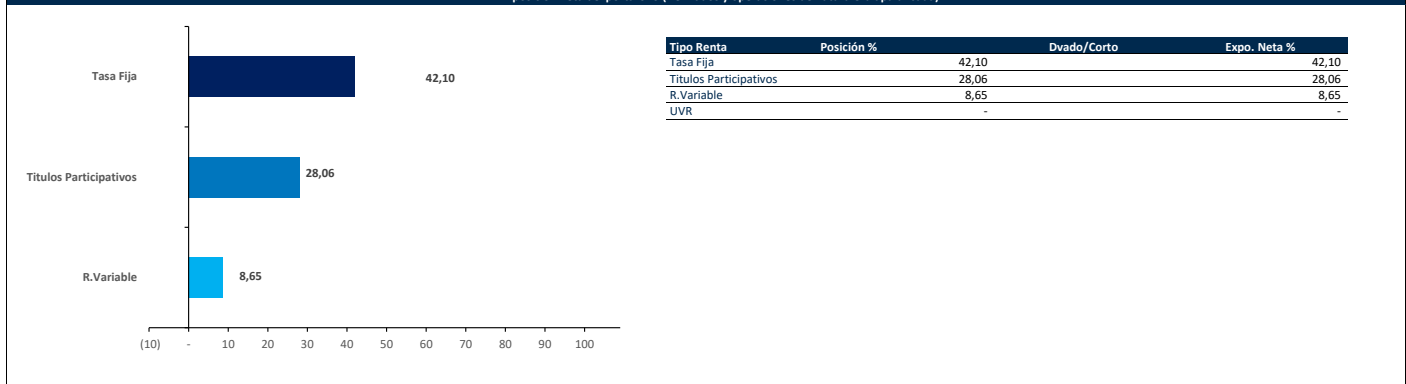 Tasa Fija
42,10
Titulos Participativos
28,06
R.Variable
8,65
(10) - 10 20 30 40 50 60 70 80 90 100
Tipo Renta Posición % Dvado/Corto Expo. Neta %
Tasa Fija 42,10 42,10
Titulos Participativos 28,06 28,06
R.Variable 8,65 8,65
UVR - -